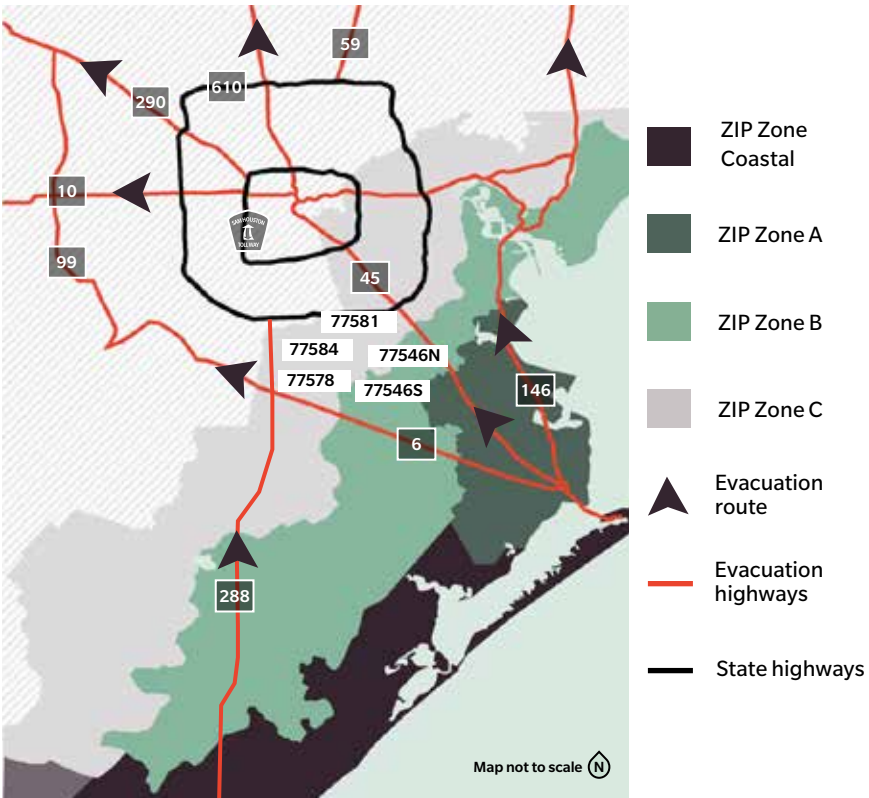 59
610
290
10
SAM HOUSTON
TOLLWAY
99
45
77581
77584
77546N
77578
77546S
146
6
288
Map not to scale N
ZIP Zone
Coastal
ZIP Zone A
ZIP Zone B
ZIP Zone C
Evacuation
route
Evacuation
highways
State highways